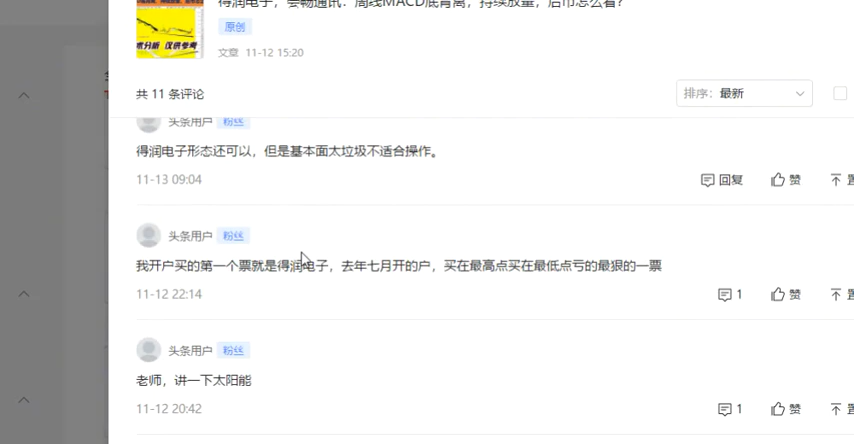 得润电子，会畅通讯：周线MACD底背离，持续放量，后市怎么看？
术分析 仅供参考
原创
文章 11-12 15:20
共 11 条评论
排序： 最新
头条用户 粉丝
得润电子形态还可以，但是基本面太垃圾不适合操作。
11-13 09:04
回复 赞
头条用户 粉丝
我开户买的第一个票就是得润电子，去年七月开的户，买在最高点买在最低点亏的最狠的一票
11-12 22:14
1 赞
头条用户 粉丝
老师，讲一下太阳能
11-12 20:42
1 赞